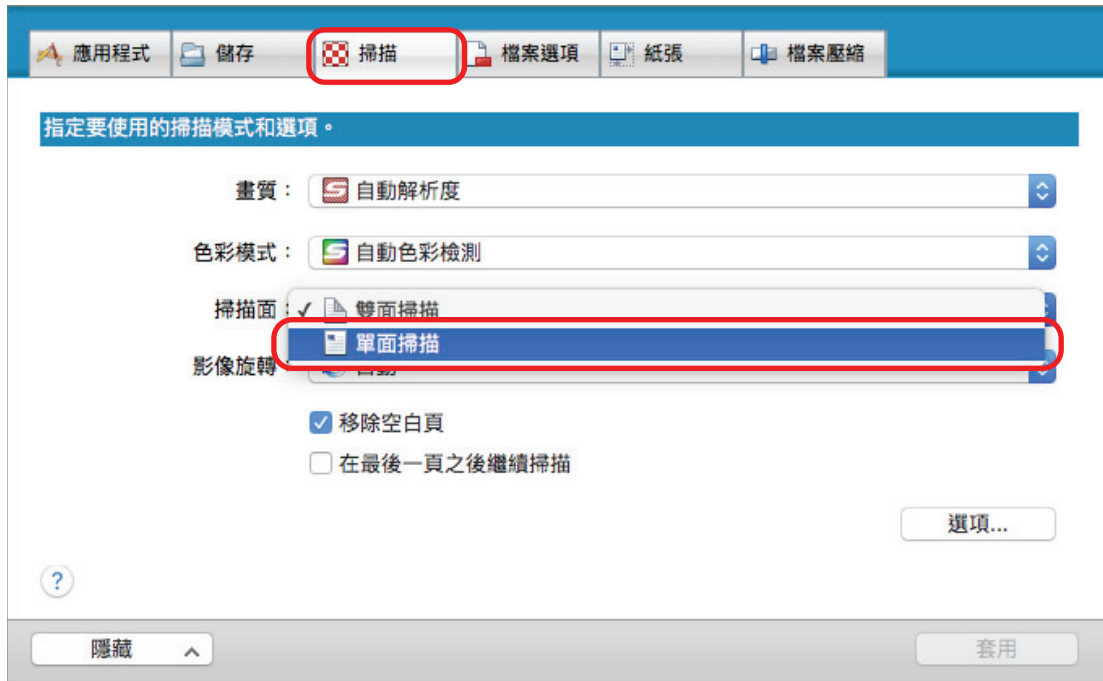 應用程式 儲存 掃描 檔案選項 紙張 檔案壓縮
指定要使用的掃描模式和選項。
畫質： 自動解析度
色彩模式： 自動色彩檢測
掃描面： ✓ 雙面掃描
單面掃描
影像旋轉： 自動
移除空白頁
在最後一頁之後繼續掃描
選項...
?
隱藏 套用